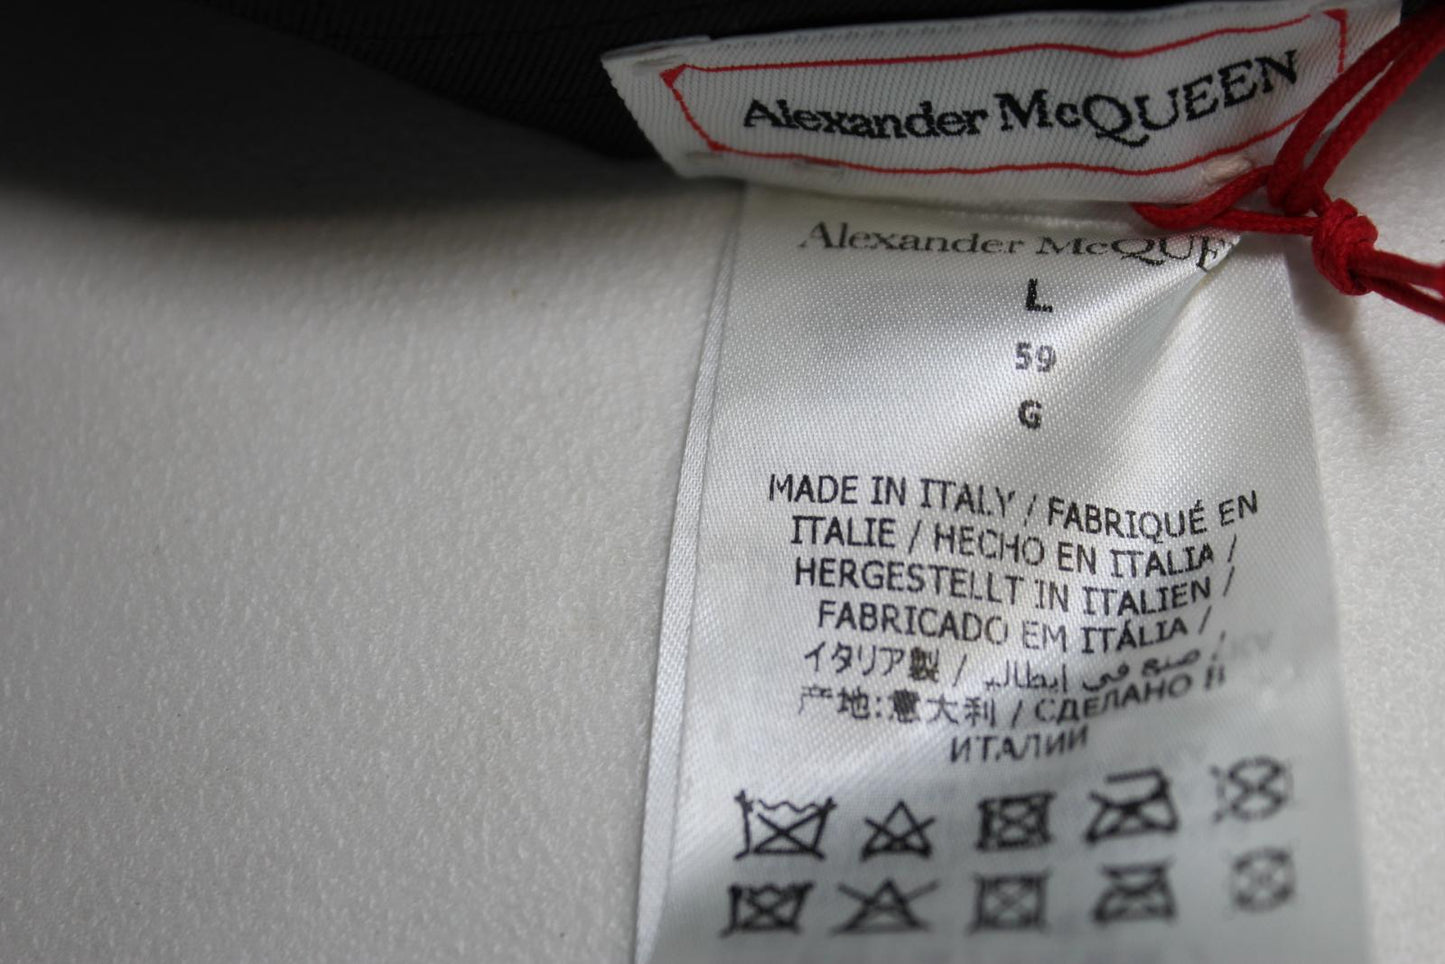 Alexander McQUEEN
Alexander McQUE
L
59
G
MADE IN ITALY / FABRIQUÉ EN
ITALIE / HECHO EN ITALIA /
HERGESTELLT IN ITALIEN /
FABRICADO EM ITÁLIA /
イタリア製 / صنع في إيطاليا /
产地:意大利 / СДЕЛАНО В
ИТАЛИИ